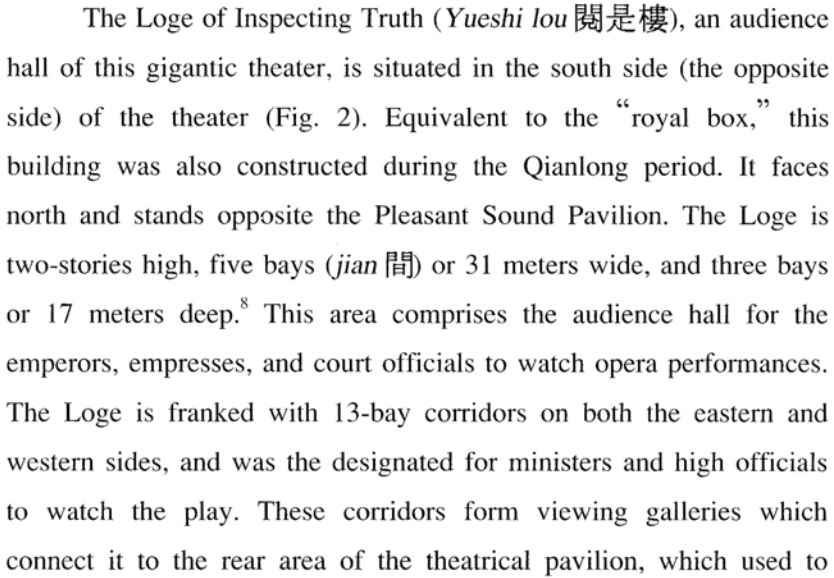 The Loge of Inspecting Truth (Yueshi lou 閱是樓), an audience
hall of this gigantic theater, is situated in the south side (the opposite
side) of the theater (Fig. 2). Equivalent to the “royal box,” this
building was also constructed during the Qianlong period. It faces
north and stands opposite the Pleasant Sound Pavilion. The Loge is
two-stories high, five bays (jian 間) or 31 meters wide, and three bays
or 17 meters deep.⁸ This area comprises the audience hall for the
emperors, empresses, and court officials to watch opera performances.
The Loge is franked with 13-bay corridors on both the eastern and
western sides, and was the designated for ministers and high officials
to watch the play. These corridors form viewing galleries which
connect it to the rear area of the theatrical pavilion, which used to